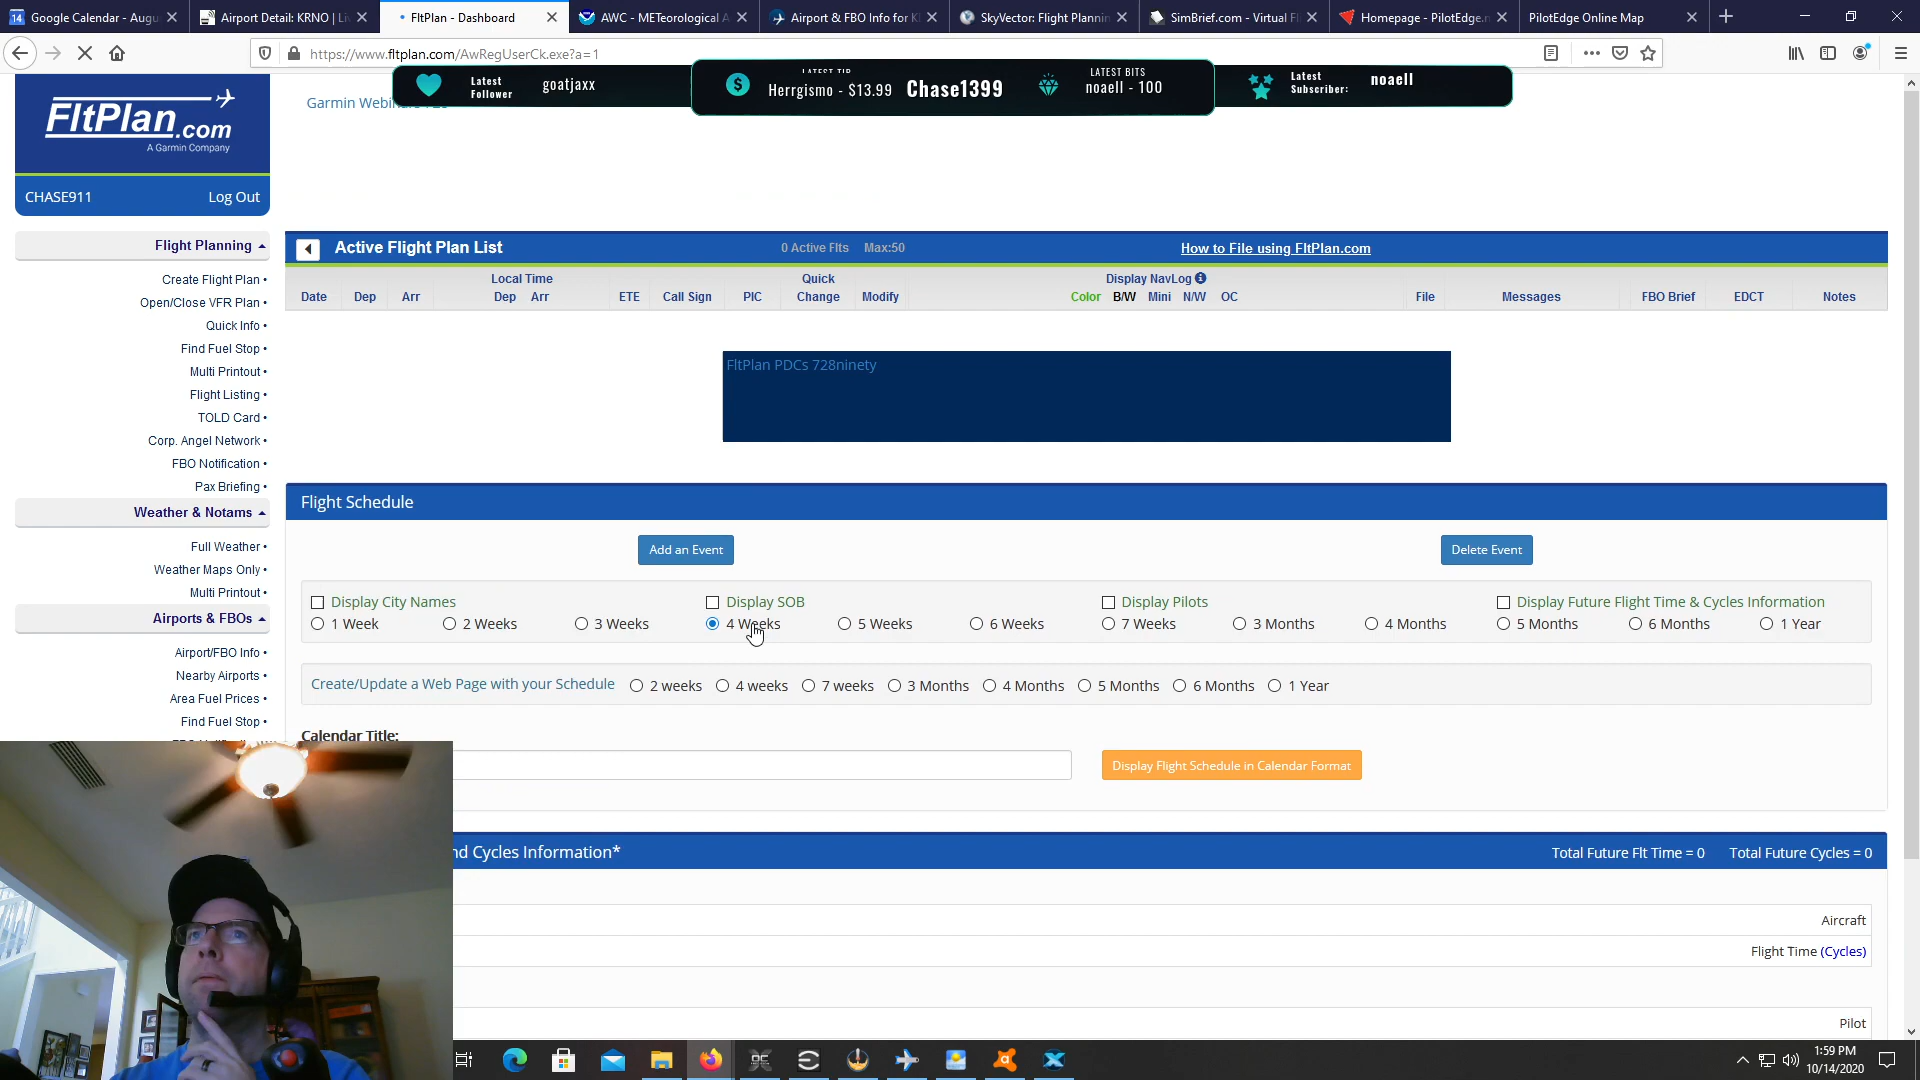 Google Calendar - Augu
Airport Detail: KRNO | Liv
FltPlan - Dashboard
AWC - METeorological A
Airport & FBO Info for K
SkyVector: Flight Plannin
SimBrief.com - Virtual F
Homepage - PilotEdge.n
PilotEdge Online Map
https://www.fltplan.com/AwRegUserCk.exe?a=1
Latest Follower
goatjaxx
LATEST TIP
Herrgismo - $13.99
Chase1399
LATEST BITS
noaell - 100
Latest Subscriber:
noaell
FltPlan.com
A Garmin Company
CHASE911 Log Out
Garmin Webin
Flight Planning
Create Flight Plan •
Open/Close VFR Plan •
Quick Info •
Find Fuel Stop •
Multi Printout •
Flight Listing •
TOLD Card •
Corp. Angel Network •
FBO Notification •
Pax Briefing •
Weather & Notams
Full Weather •
Weather Maps Only •
Multi Printout •
Airports & FBOs
Airport/FBO Info •
Nearby Airports •
Area Fuel Prices •
Find Fuel Stop •
Active Flight Plan List 0 Active Flts Max:50 How to File using FltPlan.com
Local Time Quick Display NavLog
Date Dep Arr Dep Arr ETE Call Sign PIC Change Modify Color B/W Mini N/W OC File Messages FBO Brief EDCT Notes
FltPlan PDCs 728ninety
Flight Schedule
Add an Event Delete Event
Display City Names Display SOB Display Pilots Display Future Flight Time & Cycles Information
1 Week 2 Weeks 3 Weeks 4 Weeks 5 Weeks 6 Weeks 7 Weeks 3 Months 4 Months 5 Months 6 Months 1 Year
Create/Update a Web Page with your Schedule 2 weeks 4 weeks 7 weeks 3 Months 4 Months 5 Months 6 Months 1 Year
Calendar Title:
Display Flight Schedule in Calendar Format
nd Cycles Information* Total Future Flt Time = 0 Total Future Cycles = 0
Aircraft
Flight Time (Cycles)
Pilot
1:59 PM
10/14/2020